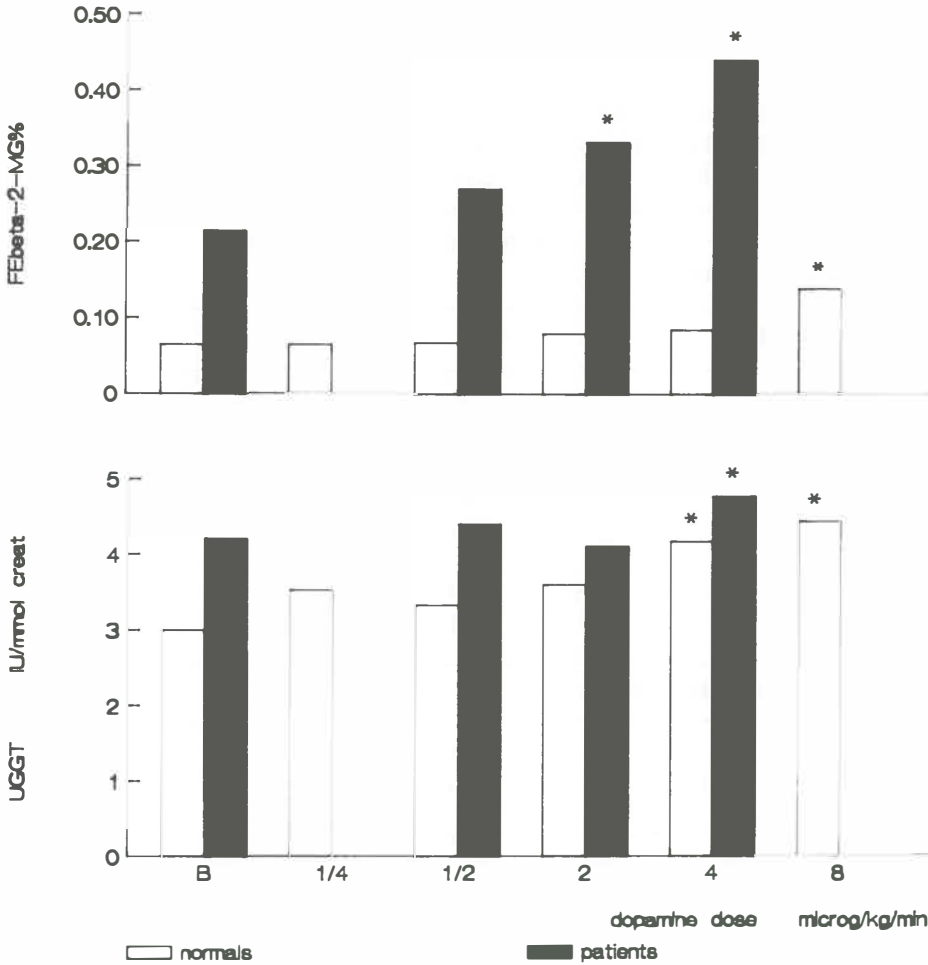 0.50
0.40
0.30
0.20
0.10
0
FEbets-2-MG%
* * *
5
4
3
2
1
0
UGGT IU/mmol creat
* * *
B 1/4 1/2 2 4 8
dopamine dose microg/kg/min
normals patients